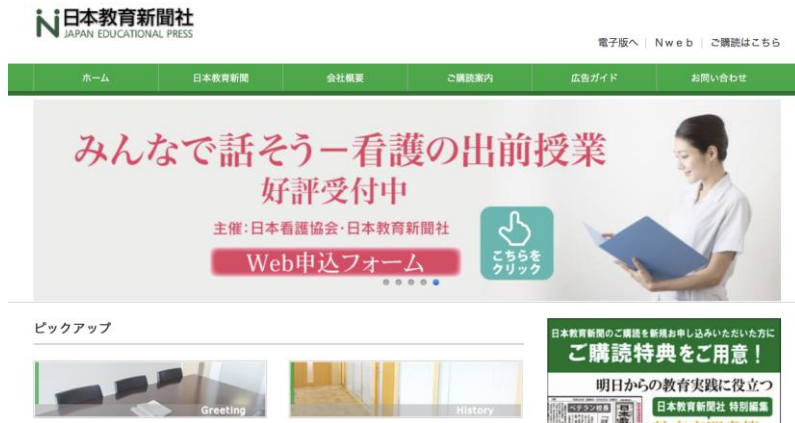 日本教育新聞社
JAPAN EDUCATIONAL PRESS
電子版へ | Nweb | ご購読はこちら
ホーム 日本教育新聞 会社概要 ご購読案内 広告ガイド お問い合わせ
みんなで話そうー看護の出前授業
好評受付中
主催:日本看護協会・日本教育新聞社
Web申込フォーム
こちらを
クリック
ピックアップ
Greeting
History
日本教育新聞のご購読を新規お申し込みいただいた方に
ご購読特典をご用意!
明日からの教育実践に役立つ
日本教育新聞社 特別編集
ベテラン校長